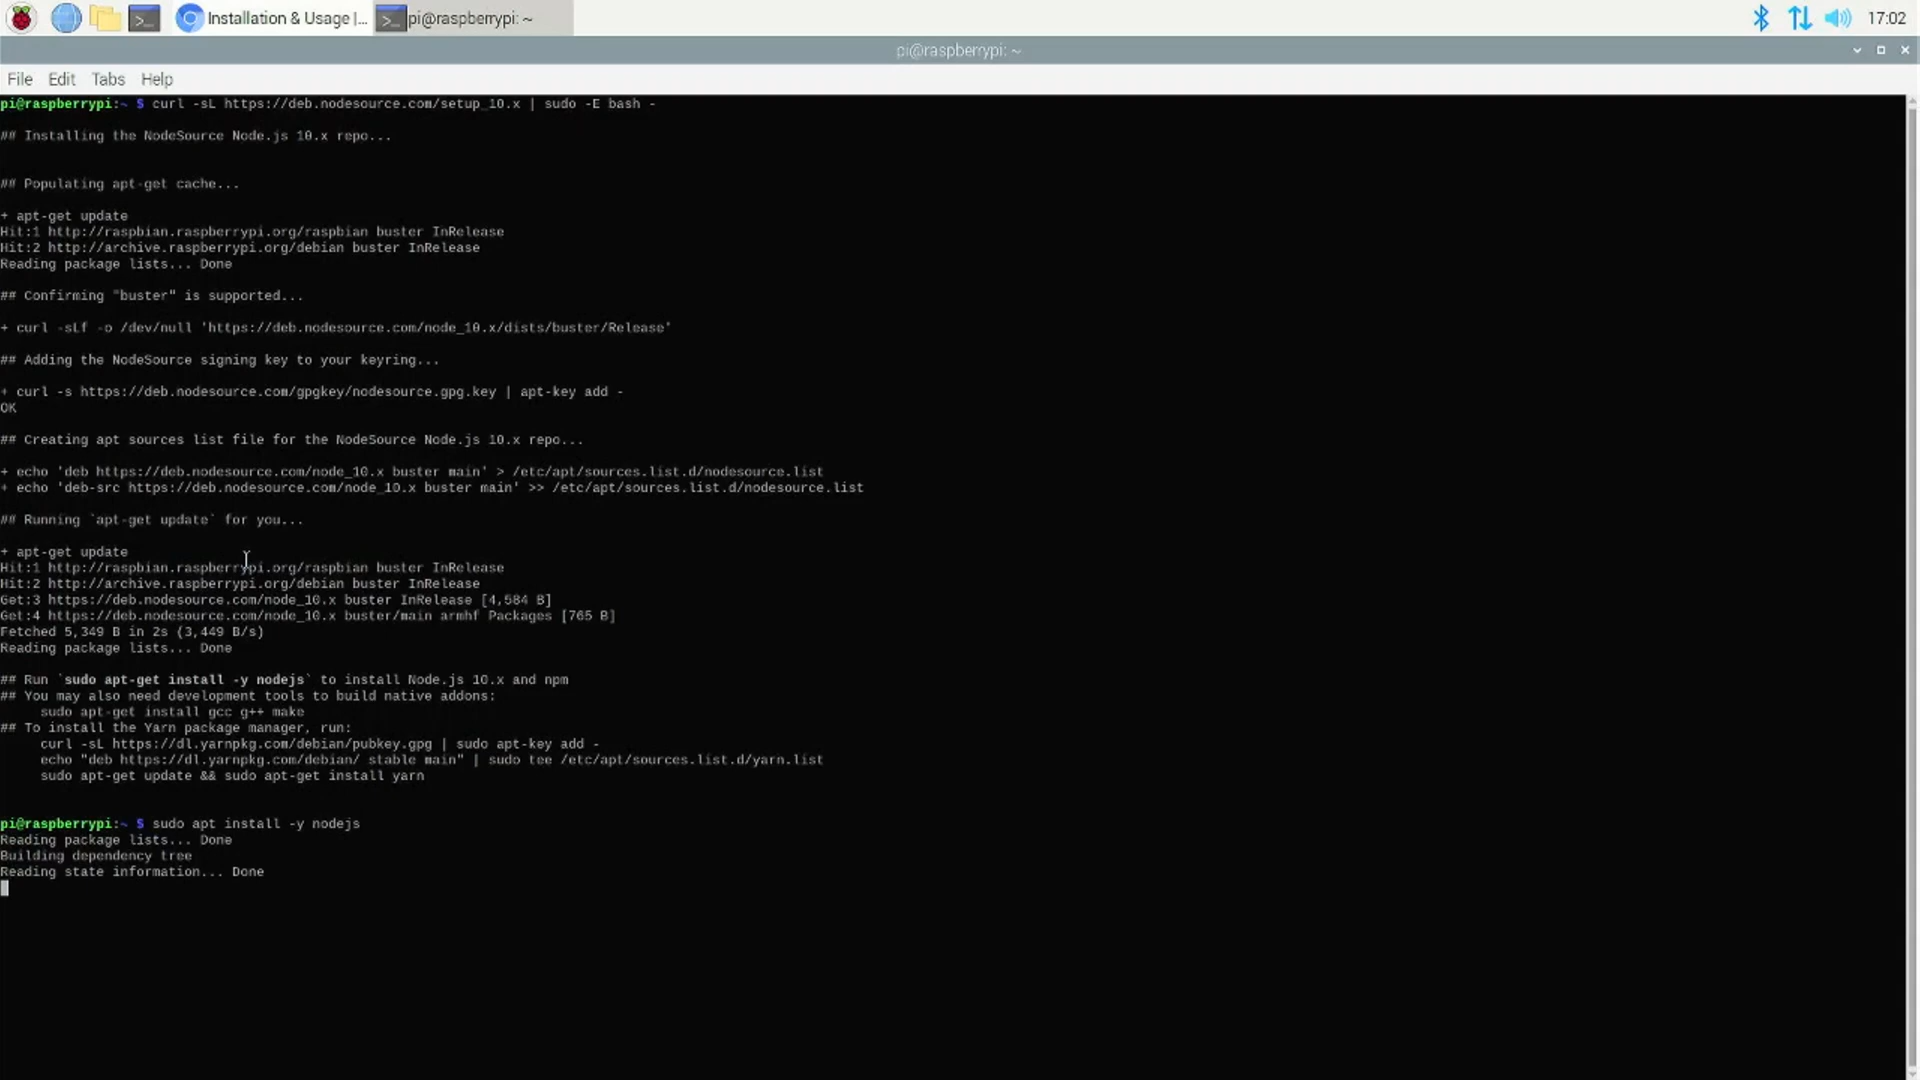 Installation & Usage |...
pi@raspberrypi: ~
17:02
pi@raspberrypi: ~
File Edit Tabs Help
pi@raspberrypi:~ $ curl -sL https://deb.nodesource.com/setup_10.x | sudo -E bash -
## Installing the NodeSource Node.js 10.x repo...
## Populating apt-get cache...
+ apt-get update
Hit:1 http://raspbian.raspberrypi.org/raspbian buster InRelease
Hit:2 http://archive.raspberrypi.org/debian buster InRelease
Reading package lists... Done
## Confirming "buster" is supported...
+ curl -sLf -o /dev/null 'https://deb.nodesource.com/node_10.x/dists/buster/Release'
## Adding the NodeSource signing key to your keyring...
+ curl -s https://deb.nodesource.com/gpgkey/nodesource.gpg.key | apt-key add -
OK
## Creating apt sources list file for the NodeSource Node.js 10.x repo...
+ echo 'deb https://deb.nodesource.com/node_10.x buster main' > /etc/apt/sources.list.d/nodesource.list
+ echo 'deb-src https://deb.nodesource.com/node_10.x buster main' >> /etc/apt/sources.list.d/nodesource.list
## Running `apt-get update` for you...
+ apt-get update
Hit:1 http://raspbian.raspberrypi.org/raspbian buster InRelease
Hit:2 http://archive.raspberrypi.org/debian buster InRelease
Get:3 https://deb.nodesource.com/node_10.x buster InRelease [4,584 B]
Get:4 https://deb.nodesource.com/node_10.x buster/main armhf Packages [765 B]
Fetched 5,349 B in 2s (3,449 B/s)
Reading package lists... Done
## Run `sudo apt-get install -y nodejs` to install Node.js 10.x and npm
## You may also need development tools to build native addons:
sudo apt-get install gcc g++ make
## To install the Yarn package manager, run:
curl -sL https://dl.yarnpkg.com/debian/pubkey.gpg | sudo apt-key add -
echo "deb https://dl.yarnpkg.com/debian/ stable main" | sudo tee /etc/apt/sources.list.d/yarn.list
sudo apt-get update && sudo apt-get install yarn
pi@raspberrypi:~ $ sudo apt install -y nodejs
Reading package lists... Done
Building dependency tree
Reading state information... Done